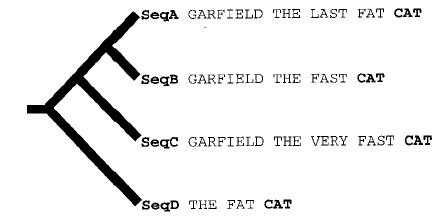 SeqA GARFIELD THE LAST FAT CAT
SeqB GARFIELD THE FAST CAT
SeqC GARFIELD THE VERY FAST CAT
SeqD THE FAT CAT